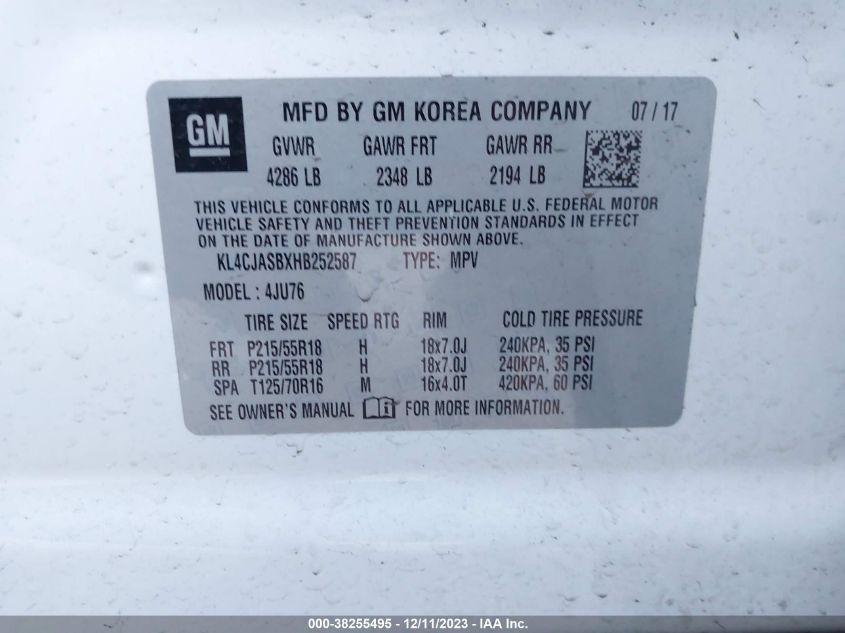 GM
MFD BY GM KOREA COMPANY 07/17
GVWR GAWR FRT GAWR RR
4286 LB 2348 LB 2194 LB
THIS VEHICLE CONFORMS TO ALL APPLICABLE U.S. FEDERAL MOTOR
VEHICLE SAFETY AND THEFT PREVENTION STANDARDS IN EFFECT
ON THE DATE OF MANUFACTURE SHOWN ABOVE.
KL4CJASBXHB252587 TYPE: MPV
MODEL: 4JU76
TIRE SIZE SPEED RTG RIM COLD TIRE PRESSURE
FRT P215/55R18 H 18x7.0J 240KPA, 35 PSI
RR P215/55R18 H 18x7.0J 240KPA, 35 PSI
SPA T125/70R16 M 16x4.0T 420KPA, 60 PSI
SEE OWNER'S MANUAL FOR MORE INFORMATION.
000-38255495 - 12/11/2023 - IAA Inc.